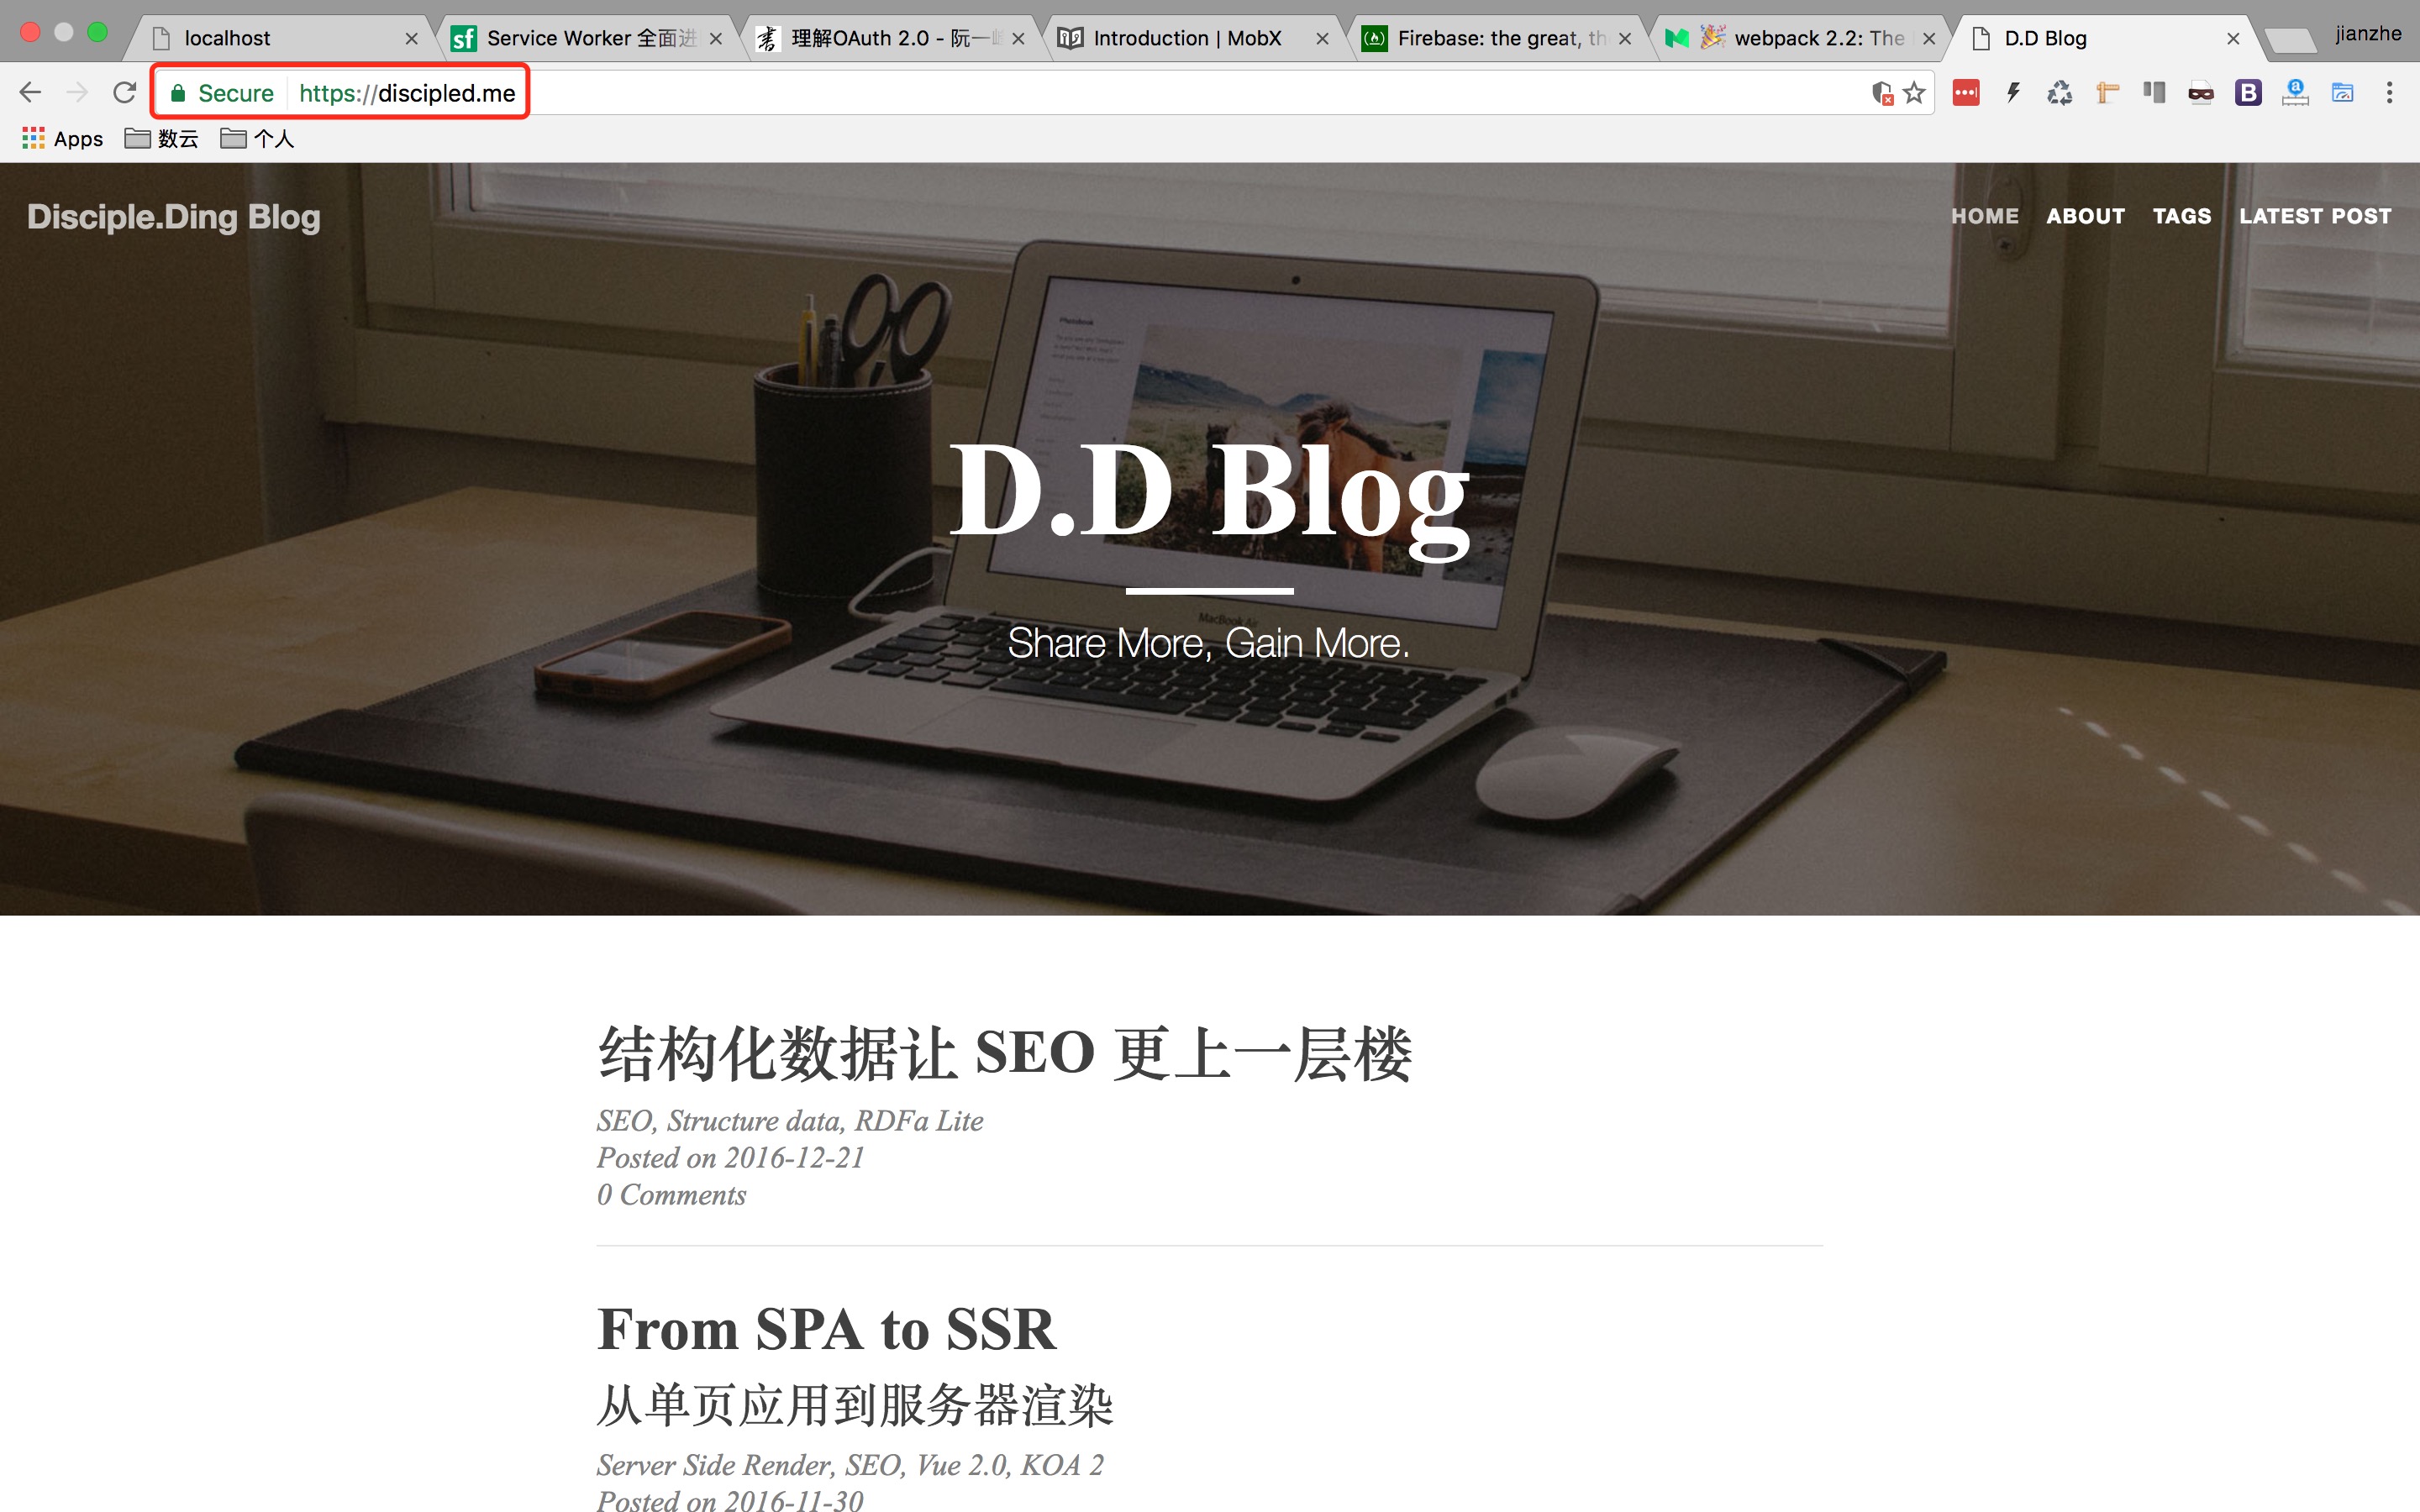 localhost
Service Worker 全面进
理解OAuth 2.0 - 阮一
Introduction | MobX
Firebase: the great, th
webpack 2.2: The
D.D Blog
jianzhe
Secure
https://discipled.me
Apps
数云
个人
Disciple.Ding Blog
HOME
ABOUT
TAGS
LATEST POST
D.D Blog
Share More, Gain More.
MacBook Air
结构化数据让 SEO 更上一层楼
SEO, Structure data, RDFa Lite
Posted on 2016-12-21
0 Comments
From SPA to SSR
从单页应用到服务器渲染
Server Side Render, SEO, Vue 2.0, KOA 2
Posted on 2016-11-30